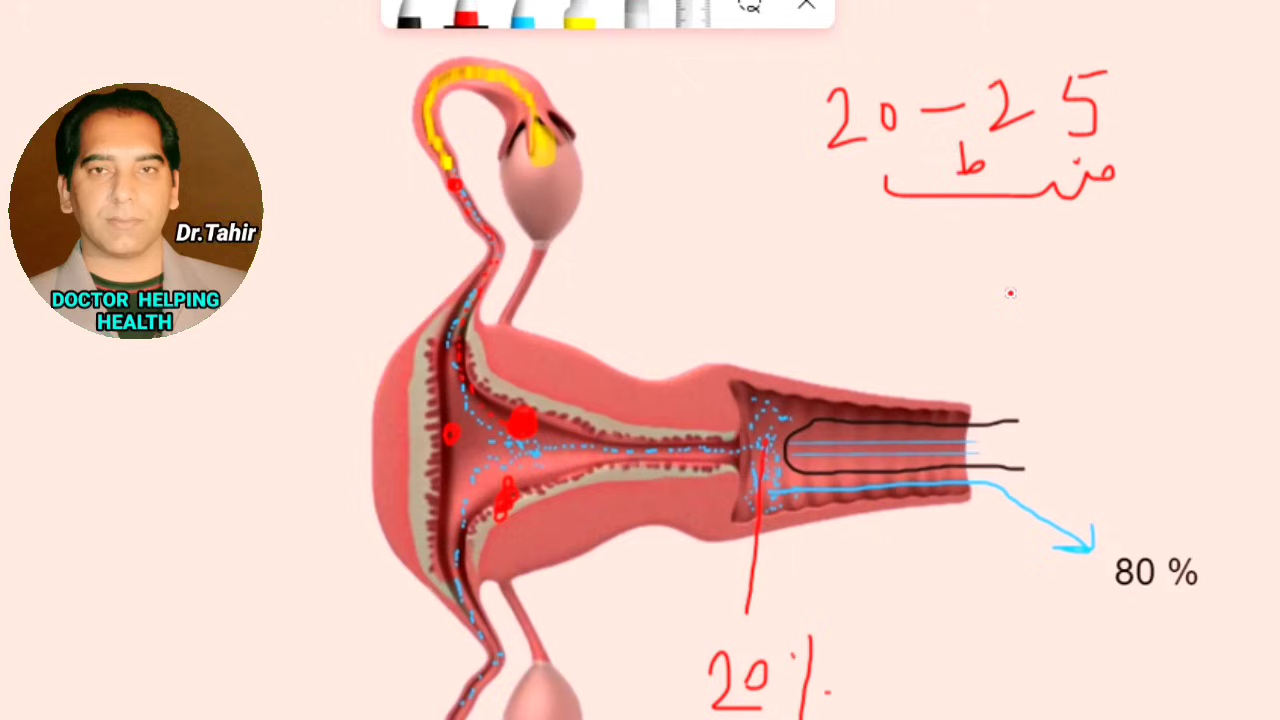 20-25
منٹ
Dr.Tahir
DOCTOR HELPING
HEALTH
80 %
20%